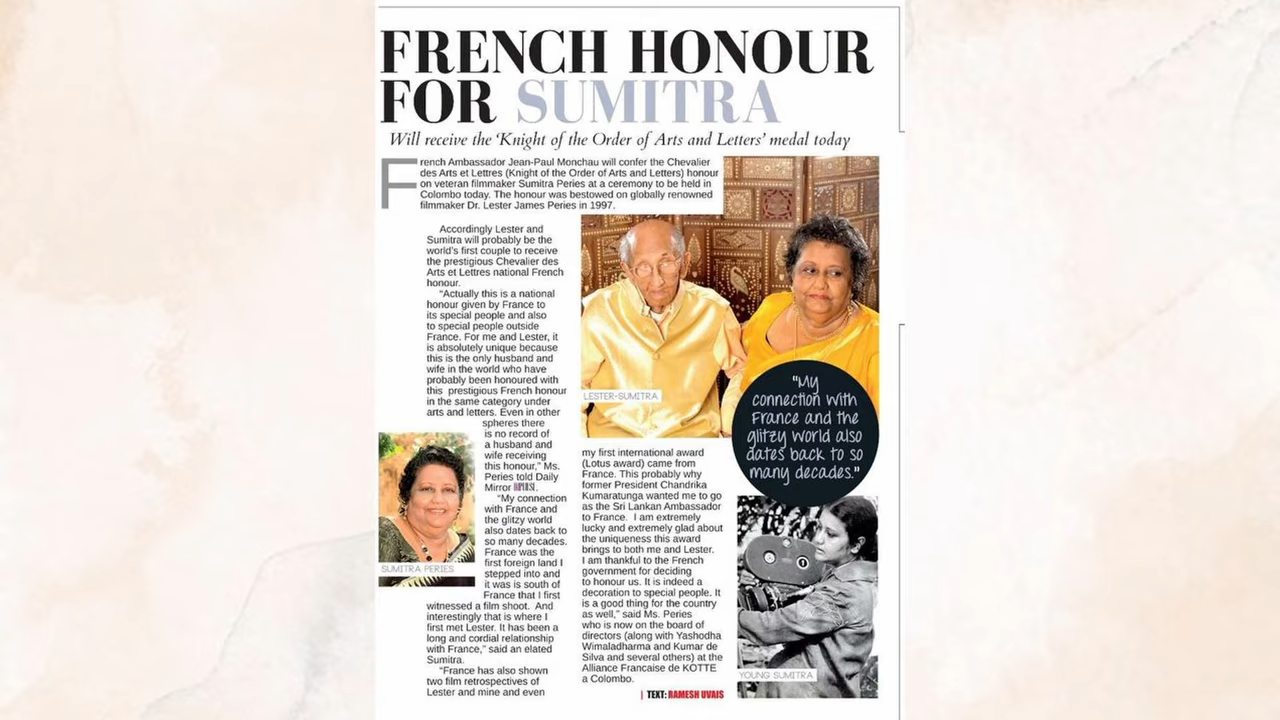 FRENCH HONOUR
FOR SUMITRA
Will receive the ‘Knight of the Order of Arts and Letters’ medal today
French Ambassador Jean-Paul Monchau will confer the Chevalier
des Arts et Lettres (Knight of the Order of Arts and Letters) honour
on veteran filmmaker Sumitra Peries at a ceremony to be held in
Colombo today. The honour was bestowed on globally renowned
filmmaker Dr. Lester James Peries in 1997.
Accordingly Lester and
Sumitra will probably be the
world's first couple to receive
the prestigious Chevalier des
Arts et Lettres national French
honour.
“Actually this is a national
honour given by France to
its special people and also
to special people outside
France. For me and Lester, it
is absolutely unique because
this is the only husband and
wife in the world who have
probably been honoured with
this prestigious French honour
in the same category under
arts and letters. Even in other
spheres there
is no record of
a husband and
wife receiving
this honour,” Ms.
Peries told Daily
Mirror
“My connection
with France and
the glitzy world
also dates back to
so many decades.
France was the
first foreign land I
stepped into and
it was is south of
France that I first
witnessed a film shoot. And
interestingly that is where I
first met Lester. It has been a
long and cordial relationship
with France,” said an elated
Sumitra.
“France has also shown
two film retrospectives of
Lester and mine and even
SUMITRA PERIES
LESTER-SUMITRA
my first international award
(Lotus award) came from
France. This probably why
former President Chandrika
Kumaratunga wanted me to go
as the Sri Lankan Ambassador
to France. I am extremely
lucky and extremely glad about
the uniqueness this award
brings to both me and Lester.
I am thankful to the French
government for deciding
to honour us. It is indeed a
decoration to special people. It
is a good thing for the country
as well,” said Ms. Peries
who is now on the board of
directors (along with Yashodha
Wimaladharma and Kumar de
Silva and several others) at the
Alliance Francaise de KOTTE
a Colombo.
| TEXT: RAMESH UVAIS
“My
connection with
France and the
glitzy world also
dates back to so
many decades.”
YOUNG SUMITRA